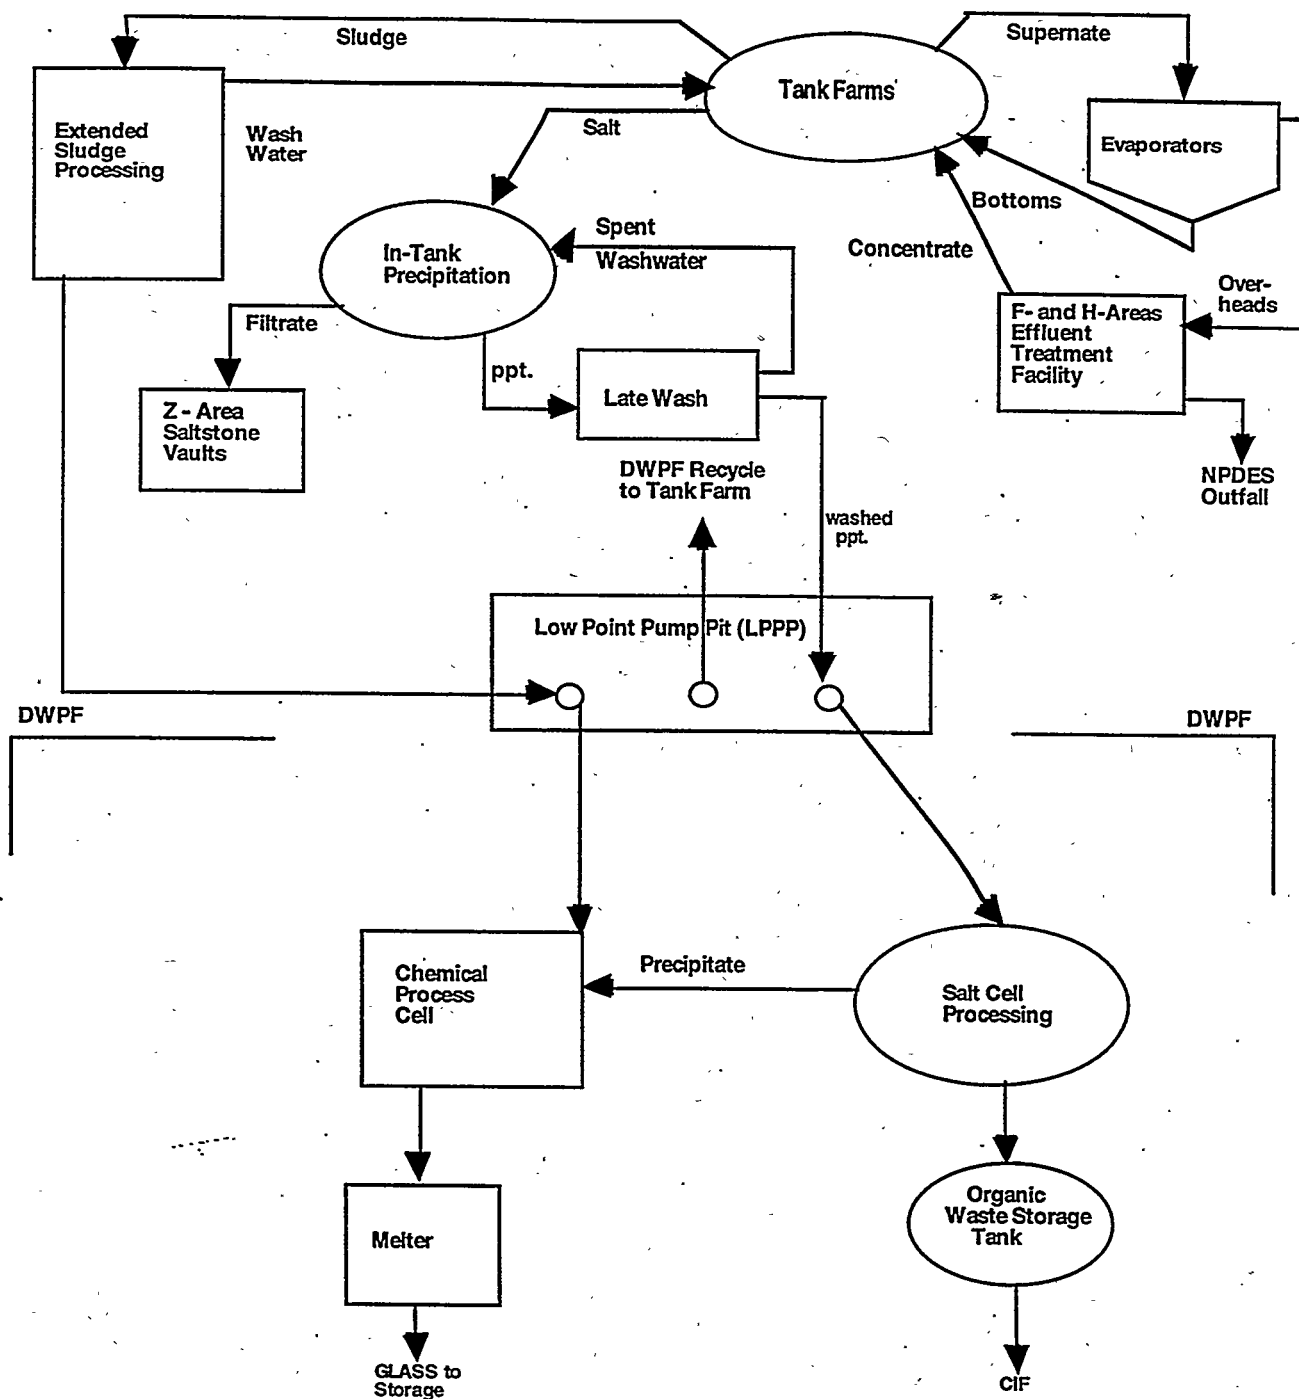 Sludge
Supernate
Tank Farms
Extended
Sludge
Processing
Wash
Water
Salt
Evaporators
Bottoms
Concentrate
Spent
Washwater
In-Tank
Precipitation
Over-
heads
F- and H-Areas
Effluent
Treatment
Facility
Filtrate
ppt.
Late Wash
Z - Area
Saltstone
Vaults
DWPF Recycle
to Tank Farm
NPDES
Outfall
washed
ppt.
Low Point Pump Pit (LPPP)
DWPF
DWPF
Chemical
Process
Cell
Precipitate
Salt Cell
Processing
Melter
Organic
Waste Storage
Tank
GLASS to
Storage
CIF